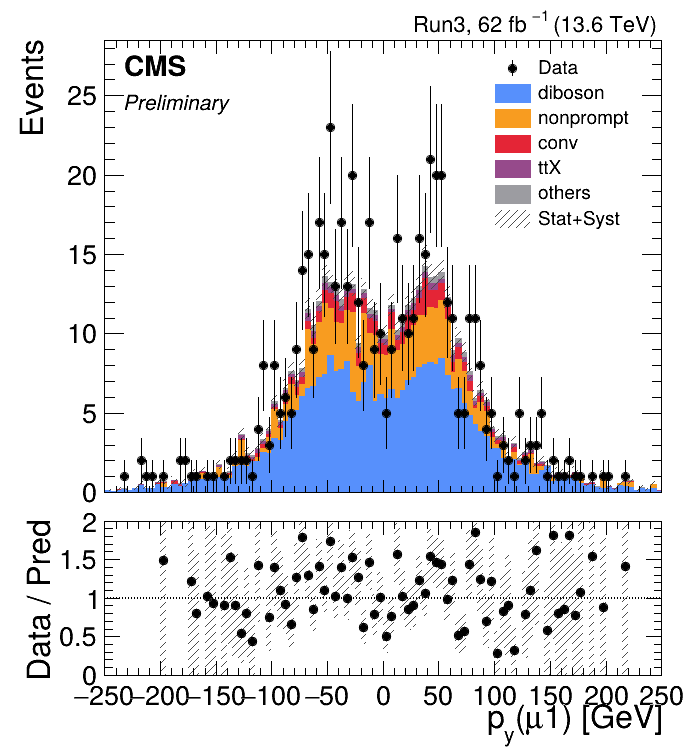 Run3, 62 fb⁻¹ (13.6 TeV)
CMS
Preliminary
Events
25
20
15
10
5
0
Data
diboson
nonprompt
conv
ttX
others
Stat+Syst
Data / Pred
2
1.5
1
0.5
0
−250 −200 −150 −100 −50 0 50 100 150 200 250
p_y(μ1) [GeV]